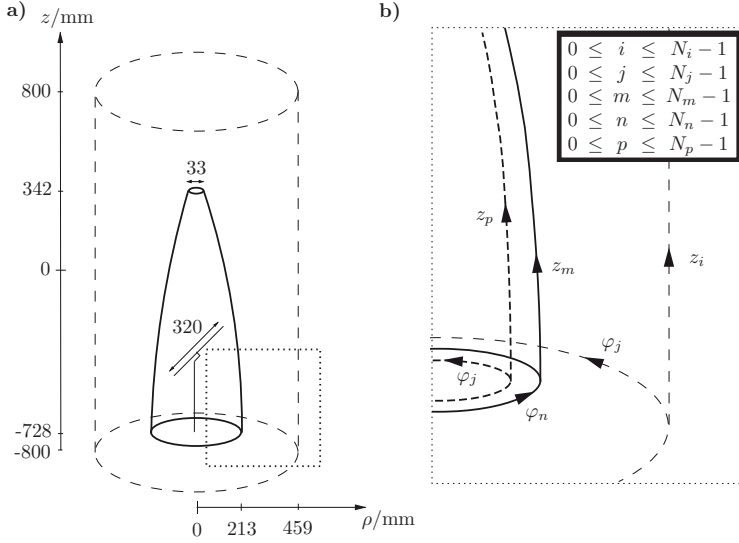 a)
z/mm
800
342
0
-728
-800
33
320
0
213
459
ρ/mm
b)
0 ≤ i ≤ N_i − 1
0 ≤ j ≤ N_j − 1
0 ≤ m ≤ N_m − 1
0 ≤ n ≤ N_n − 1
0 ≤ p ≤ N_p − 1
z_p
z_m
z_i
φ_j
φ_j
φ_n